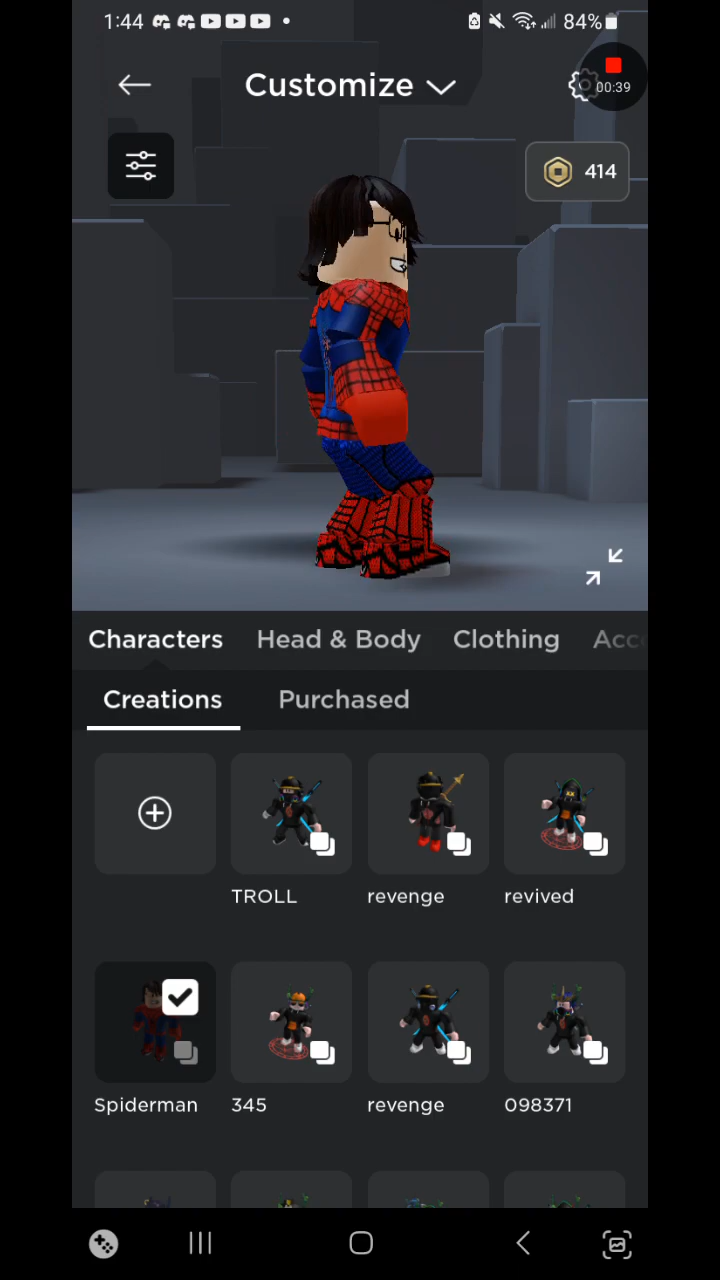 1:44 84%
Customize
00:39
414
Characters Head & Body Clothing Acc
Creations Purchased
TROLL revenge revived
Spiderman 345 revenge 098371